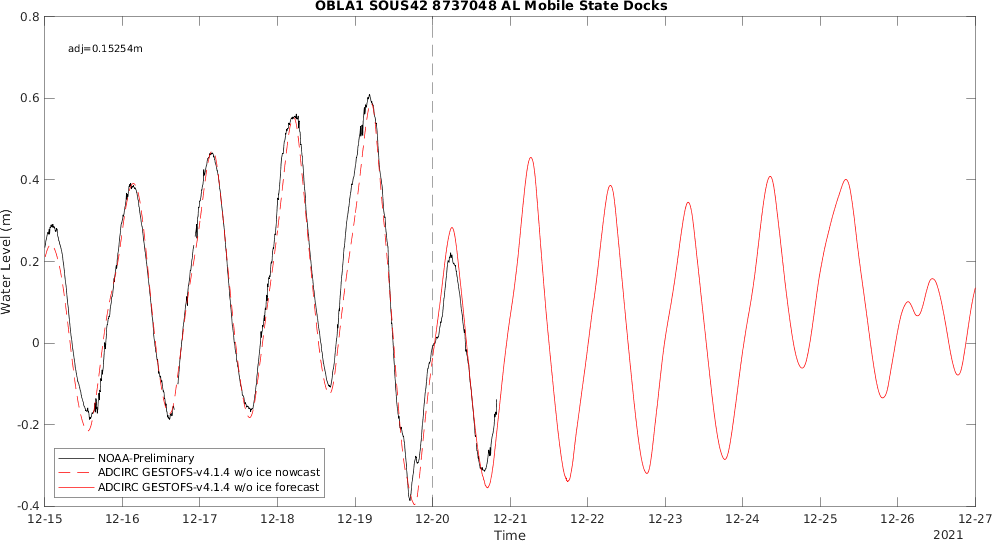 OBLA1 SOUS42 8737048 AL Mobile State Docks
adj=0.15254m
Water Level (m)
0.8
0.6
0.4
0.2
0
-0.2
-0.4
NOAA-Preliminary
ADCIRC GESTOFS-v4.1.4 w/o ice nowcast
ADCIRC GESTOFS-v4.1.4 w/o ice forecast
12-15 12-16 12-17 12-18 12-19 12-20 12-21 12-22 12-23 12-24 12-25 12-26 12-27
Time
2021